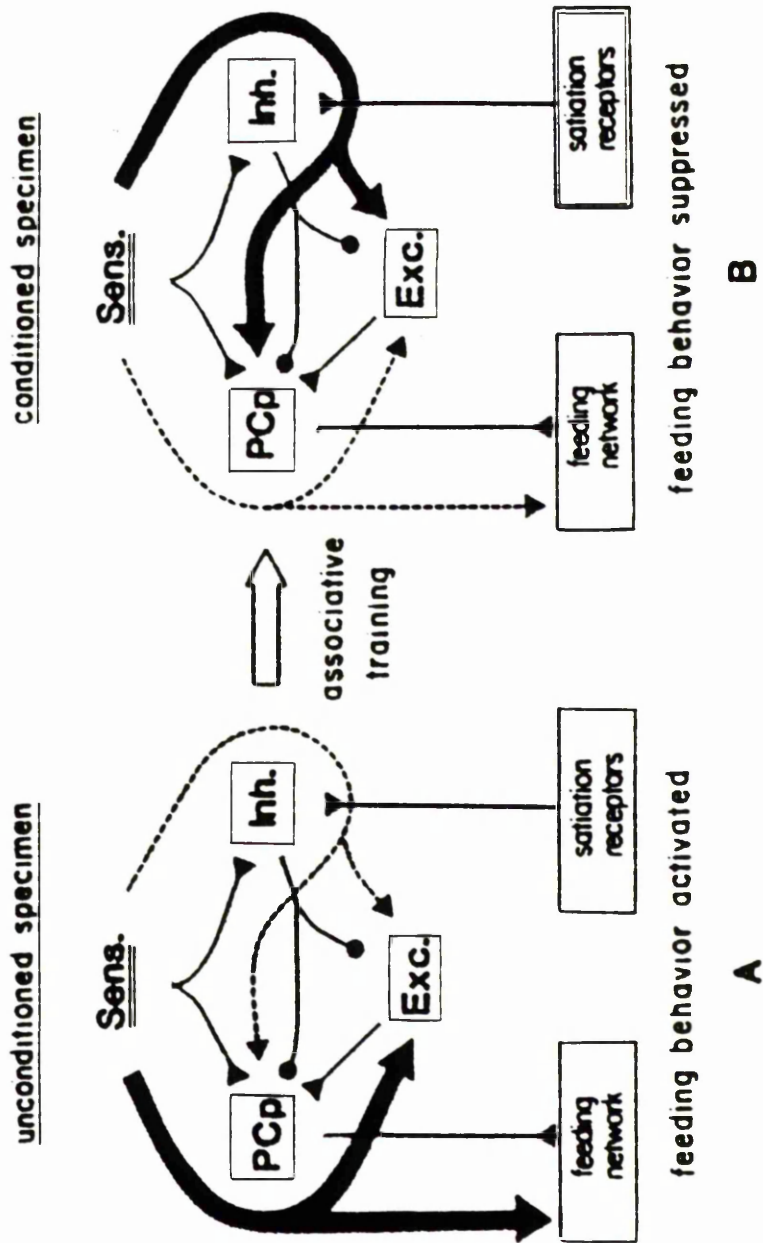 unconditioned specimen
Sens.
PCp
Inh.
Exc.
feeding
network
satiation
receptors
feeding behavior activated
A
associative
training
conditioned specimen
Sens.
PCp
Inh.
Exc.
feeding
network
satiation
receptors
feeding behavior suppressed
B